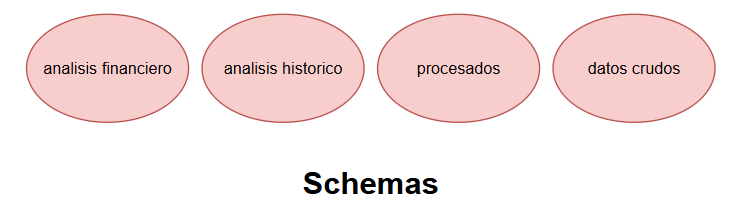 analisis financiero
analisis historico
procesados
datos crudos
Schemas